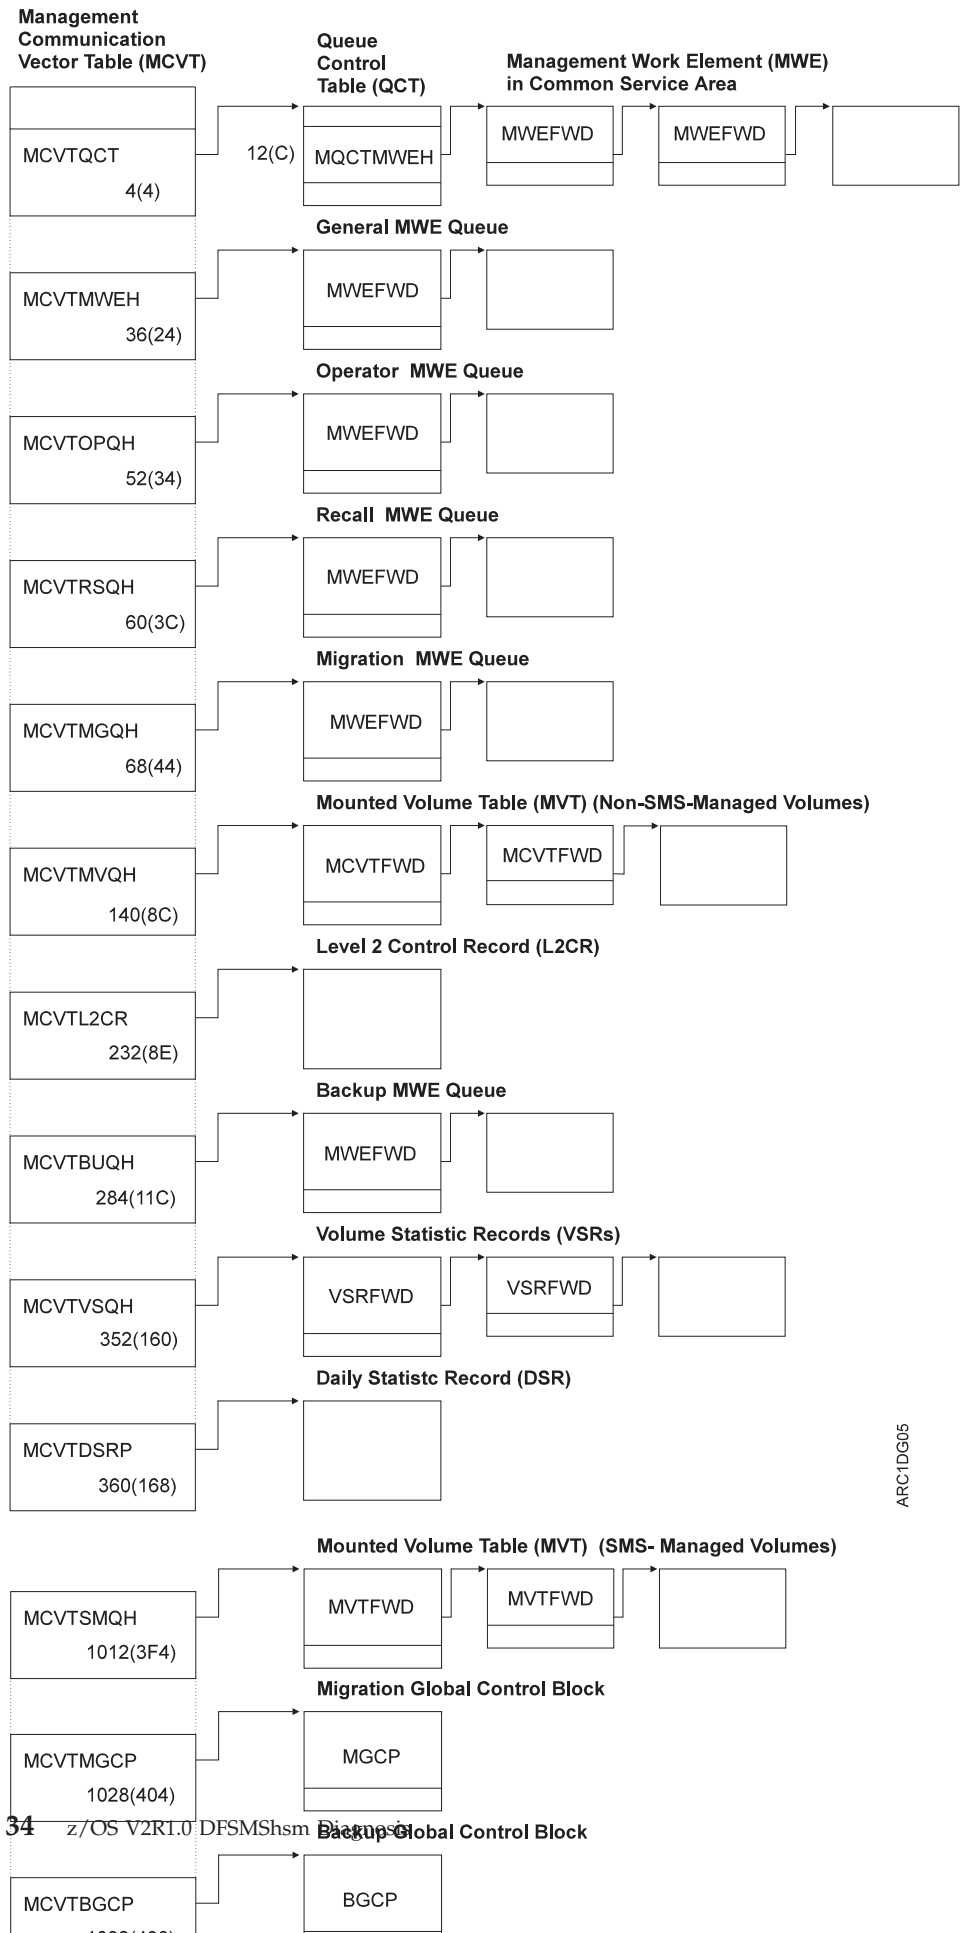 Management
Communication
Vector Table (MCVT)
Queue
Control
Table (QCT)
Management Work Element (MWE)
in Common Service Area
MCVTQCT
4(4)
12(C)
MQCTMWEH
MWEFWD
MWEFWD
General MWE Queue
MCVTMWEH
36(24)
MWEFWD
Operator MWE Queue
MCVTOPQH
52(34)
MWEFWD
Recall MWE Queue
MCVTRSQH
60(3C)
MWEFWD
Migration MWE Queue
MCVTMGQH
68(44)
MWEFWD
Mounted Volume Table (MVT) (Non-SMS-Managed Volumes)
MCVTMVQH
140(8C)
MCVTFWD
MCVTFWD
Level 2 Control Record (L2CR)
MCVTL2CR
232(8E)
Backup MWE Queue
MCVTBUQH
284(11C)
MWEFWD
Volume Statistic Records (VSRs)
MCVTVSQH
352(160)
VSRFWD
VSRFWD
Daily Statistc Record (DSR)
MCVTDSRP
360(168)
ARC1DG05
Mounted Volume Table (MVT) (SMS- Managed Volumes)
MCVTSMQH
1012(3F4)
MVTFWD
MVTFWD
Migration Global Control Block
MCVTMGCP
1028(404)
MGCP
34 z/OS V2R1.0 DFSMShsm Diagnosis
Backup Global Control Block
MCVTBGCP
BGCP